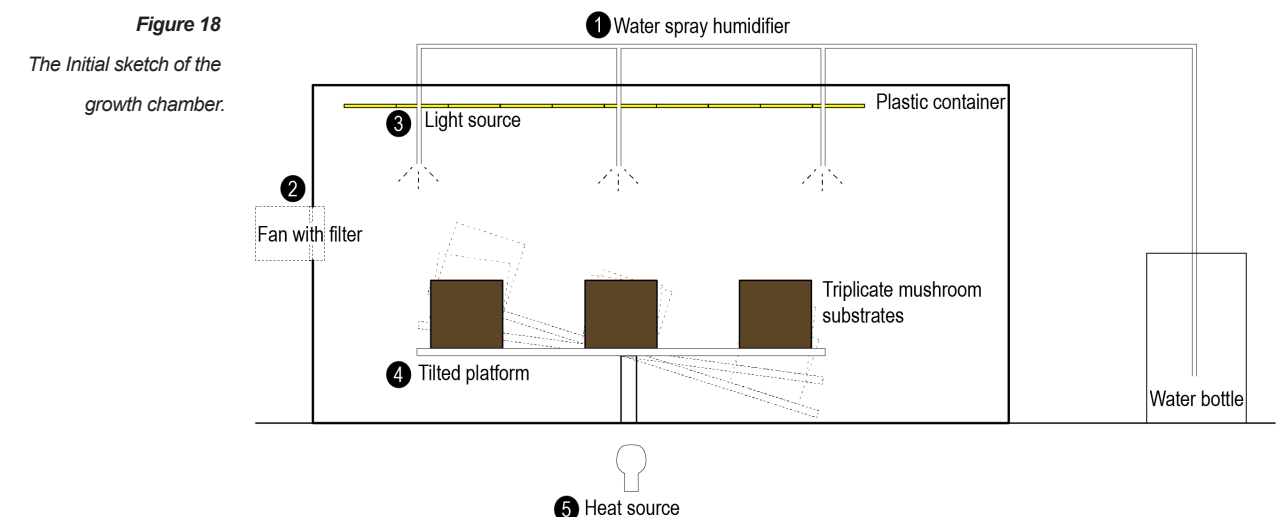 Figure 18
The Initial sketch of the
growth chamber.
1 Water spray humidifier
Plastic container
3 Light source
2
Fan with filter
Triplicate mushroom
substrates
4 Tilted platform
Water bottle
5 Heat source